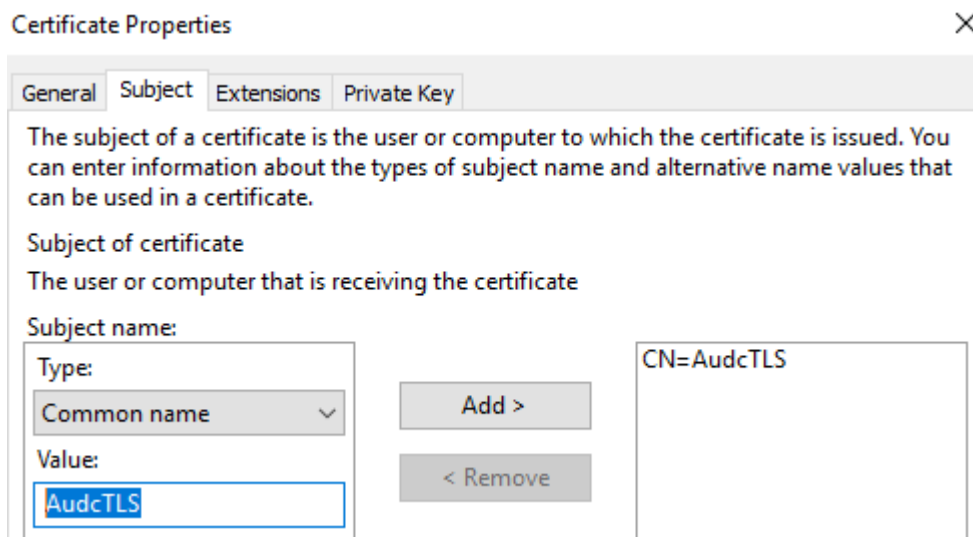 Certificate Properties
General Subject Extensions Private Key
The subject of a certificate is the user or computer to which the certificate is issued. You
can enter information about the types of subject name and alternative name values that
can be used in a certificate.
Subject of certificate
The user or computer that is receiving the certificate
Subject name:
Type:
Common name
Value:
AudcTLS
Add >
< Remove
CN=AudcTLS